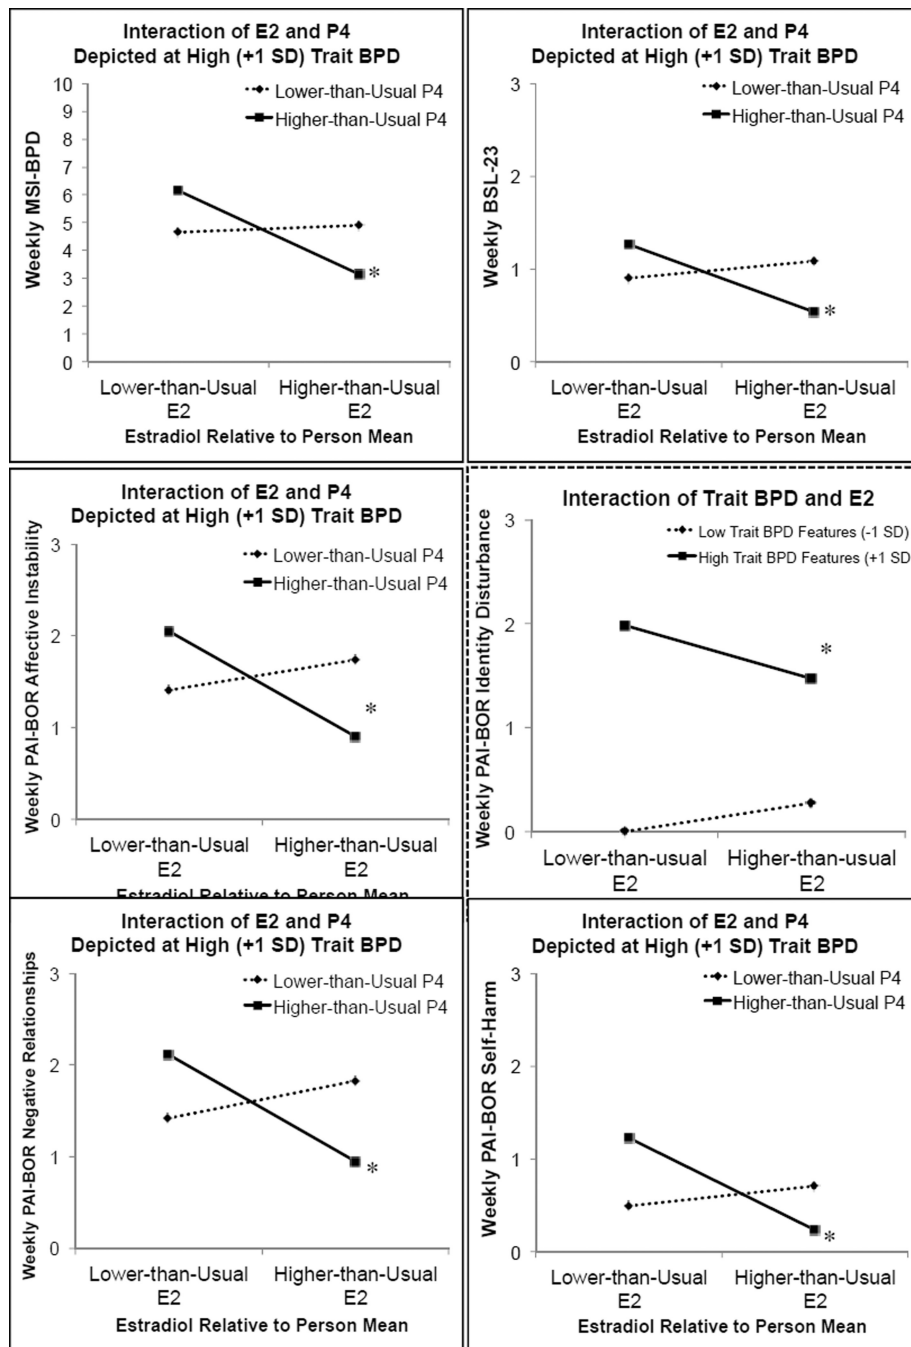 Interaction of E2 and P4
Depicted at High (+1 SD) Trait BPD
Lower-than-Usual P4
Higher-than-Usual P4
Weekly MSI-BPD
10
9
8
7
6
5
4
3
2
1
0
*
Lower-than-Usual E2
Higher-than-Usual E2
Estradiol Relative to Person Mean
Interaction of E2 and P4
Depicted at High (+1 SD) Trait BPD
Lower-than-Usual P4
Higher-than-Usual P4
Weekly BSL-23
3
2
1
0
*
Lower-than-Usual E2
Higher-than-Usual E2
Estradiol Relative to Person Mean
Interaction of E2 and P4
Depicted at High (+1 SD) Trait BPD
Lower-than-Usual P4
Higher-than-Usual P4
Weekly PAI-BOR Affective Instability
3
2
1
0
*
Lower-than-Usual E2
Higher-than-Usual E2
Estradiol Relative to Person Mean
Interaction of Trait BPD and E2
Low Trait BPD Features (-1 SD)
High Trait BPD Features (+1 SD
Weekly PAI-BOR Identity Disturbance
3
2
1
0
*
Lower-than-usual E2
Higher-than-usual E2
Interaction of E2 and P4
Depicted at High (+1 SD) Trait BPD
Lower-than-Usual P4
Higher-than-Usual P4
Weekly PAI-BOR Negative Relationships
3
2
1
0
*
Lower-than-Usual E2
Higher-than-Usual E2
Estradiol Relative to Person Mean
Interaction of E2 and P4
Depicted at High (+1 SD) Trait BPD
Lower-than-Usual P4
Higher-than-Usual P4
Weekly PAI-BOR Self-Harm
3
2
1
0
*
Lower-than-Usual E2
Higher-than-Usual E2
Estradiol Relative to Person Mean